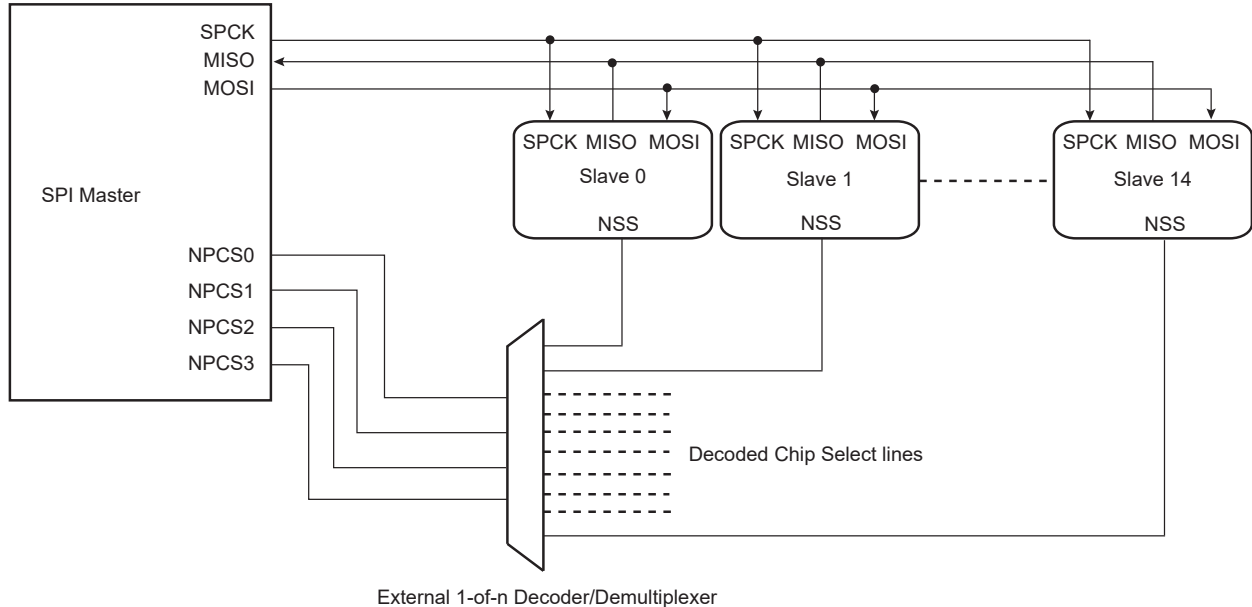 SPCK
MISO
MOSI
SPI Master
NPCS0
NPCS1
NPCS2
NPCS3
SPCK MISO MOSI
Slave 0
NSS
SPCK MISO MOSI
Slave 1
NSS
SPCK MISO MOSI
Slave 14
NSS
Decoded Chip Select lines
External 1-of-n Decoder/Demultiplexer